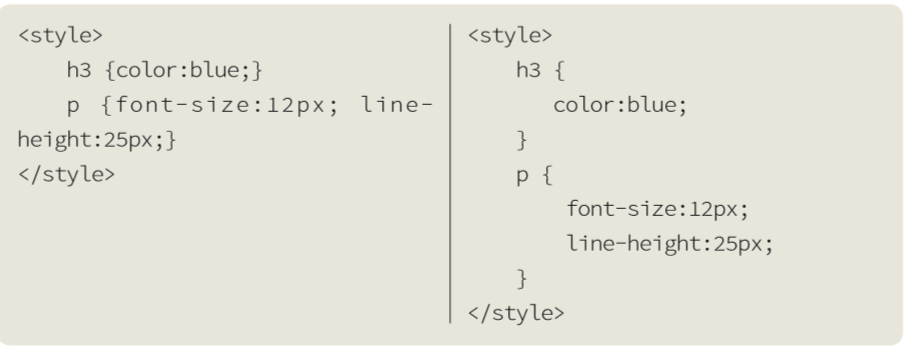 <style>
h3 {color:blue;}
p {font-size:12px; line-
height:25px;}
</style>
<style>
h3 {
color:blue;
}
p {
font-size:12px;
line-height:25px;
}
</style>